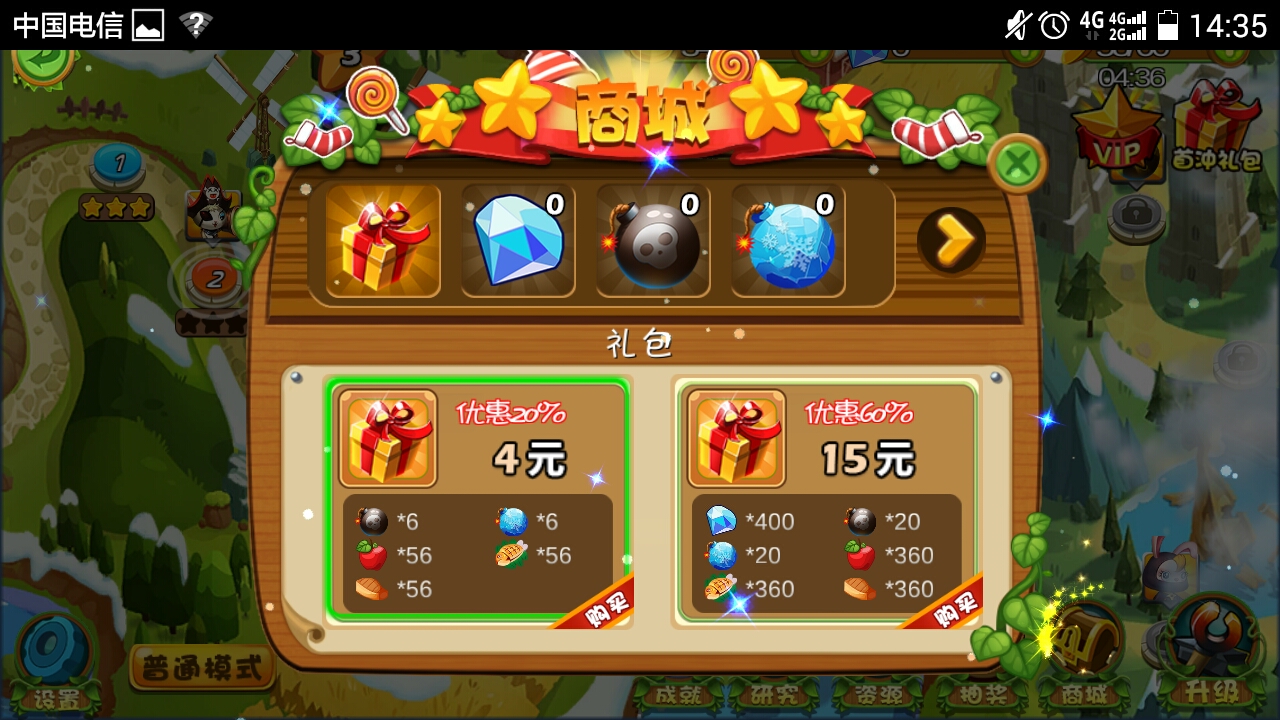 中国电信
4G 4G 2G 14:35
3
04:36
商城
VIP
首冲礼包
1
2
0
0
0
礼包
优惠20%
4元
*6
*6
*56
*56
*56
优惠60%
15元
*400
*20
*20
*360
*360
*360
购买
购买
普通模式
设置
成就
研究
资源
抽奖
商城
升级